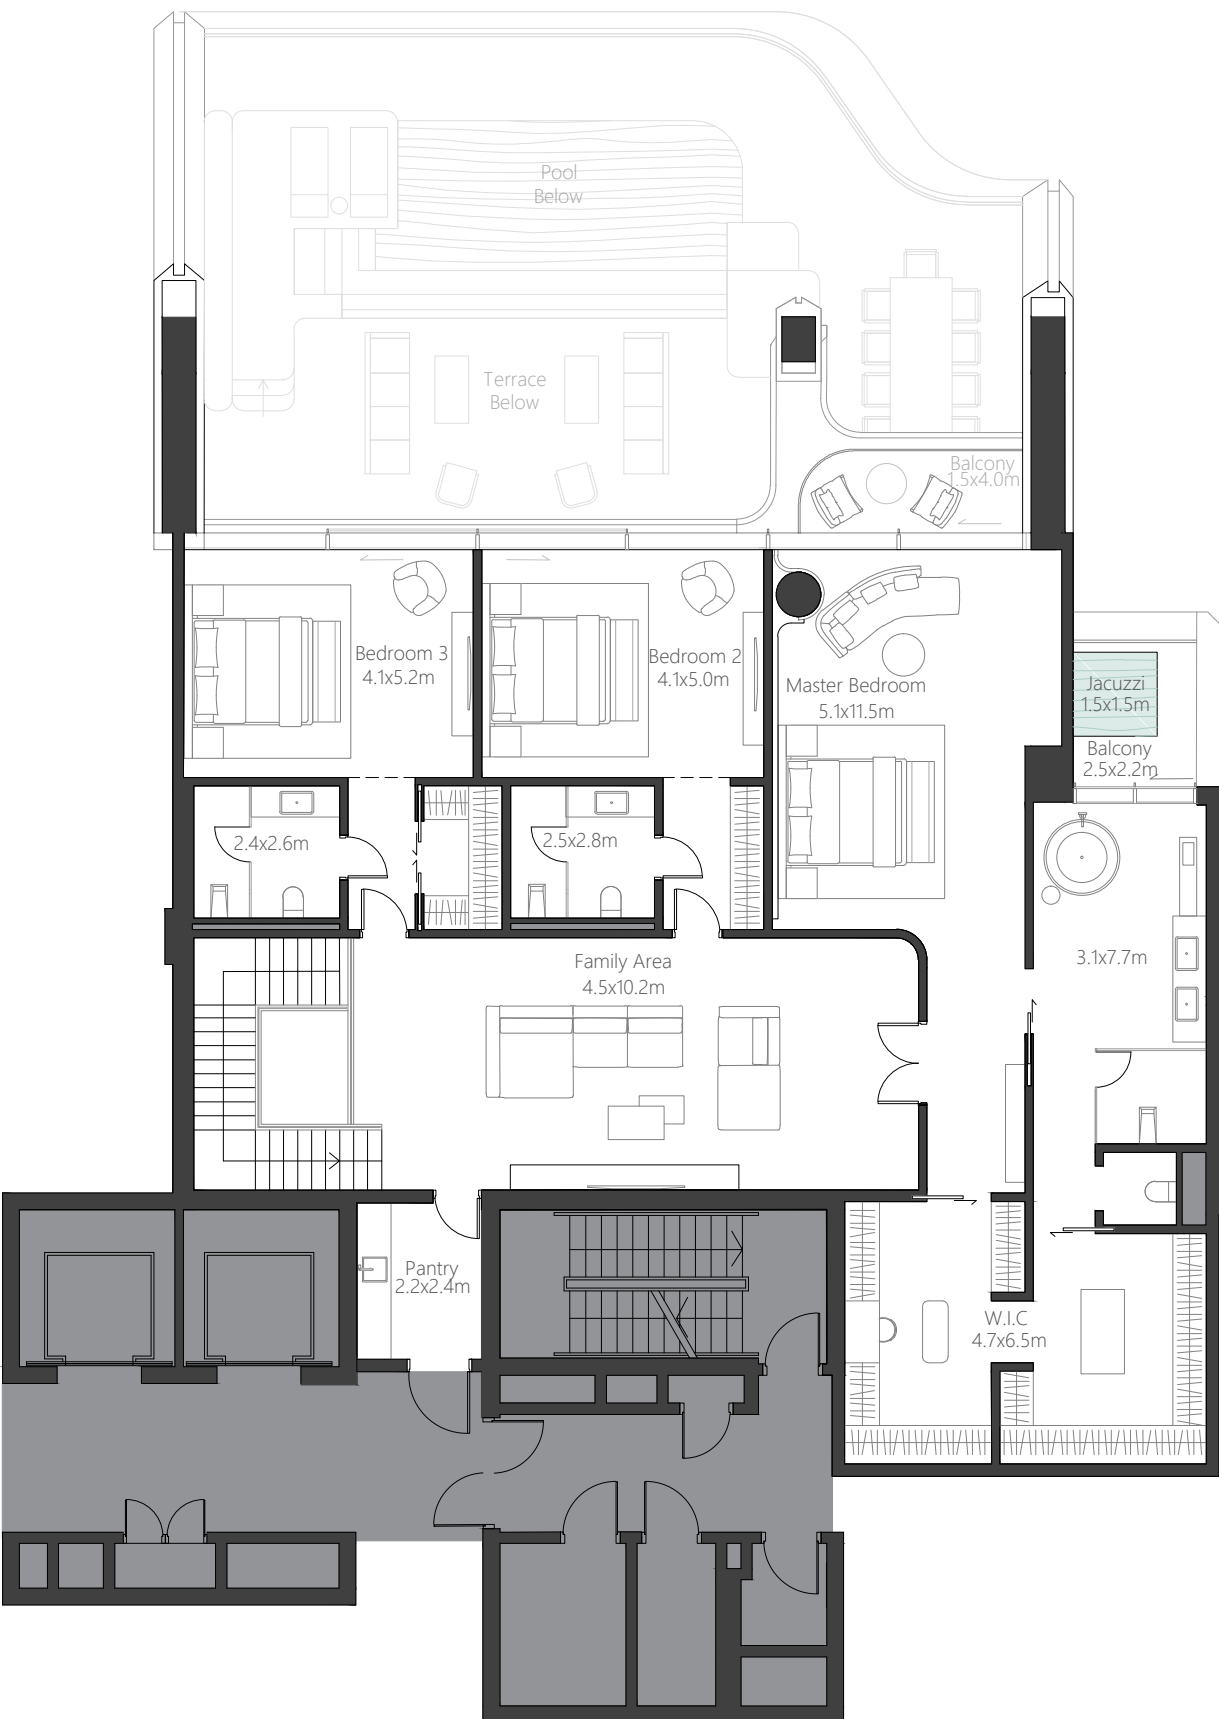 Pool
Below
Terrace
Below
Balcony
1.5x4.0m
Bedroom 3
4.1x5.2m
Bedroom 2
4.1x5.0m
Master Bedroom
5.1x11.5m
Jacuzzi
1.5x1.5m
Balcony
2.5x2.2m
2.4x2.6m
2.5x2.8m
3.1x7.7m
Family Area
4.5x10.2m
Pantry
2.2x2.4m
W.I.C
4.7x6.5m